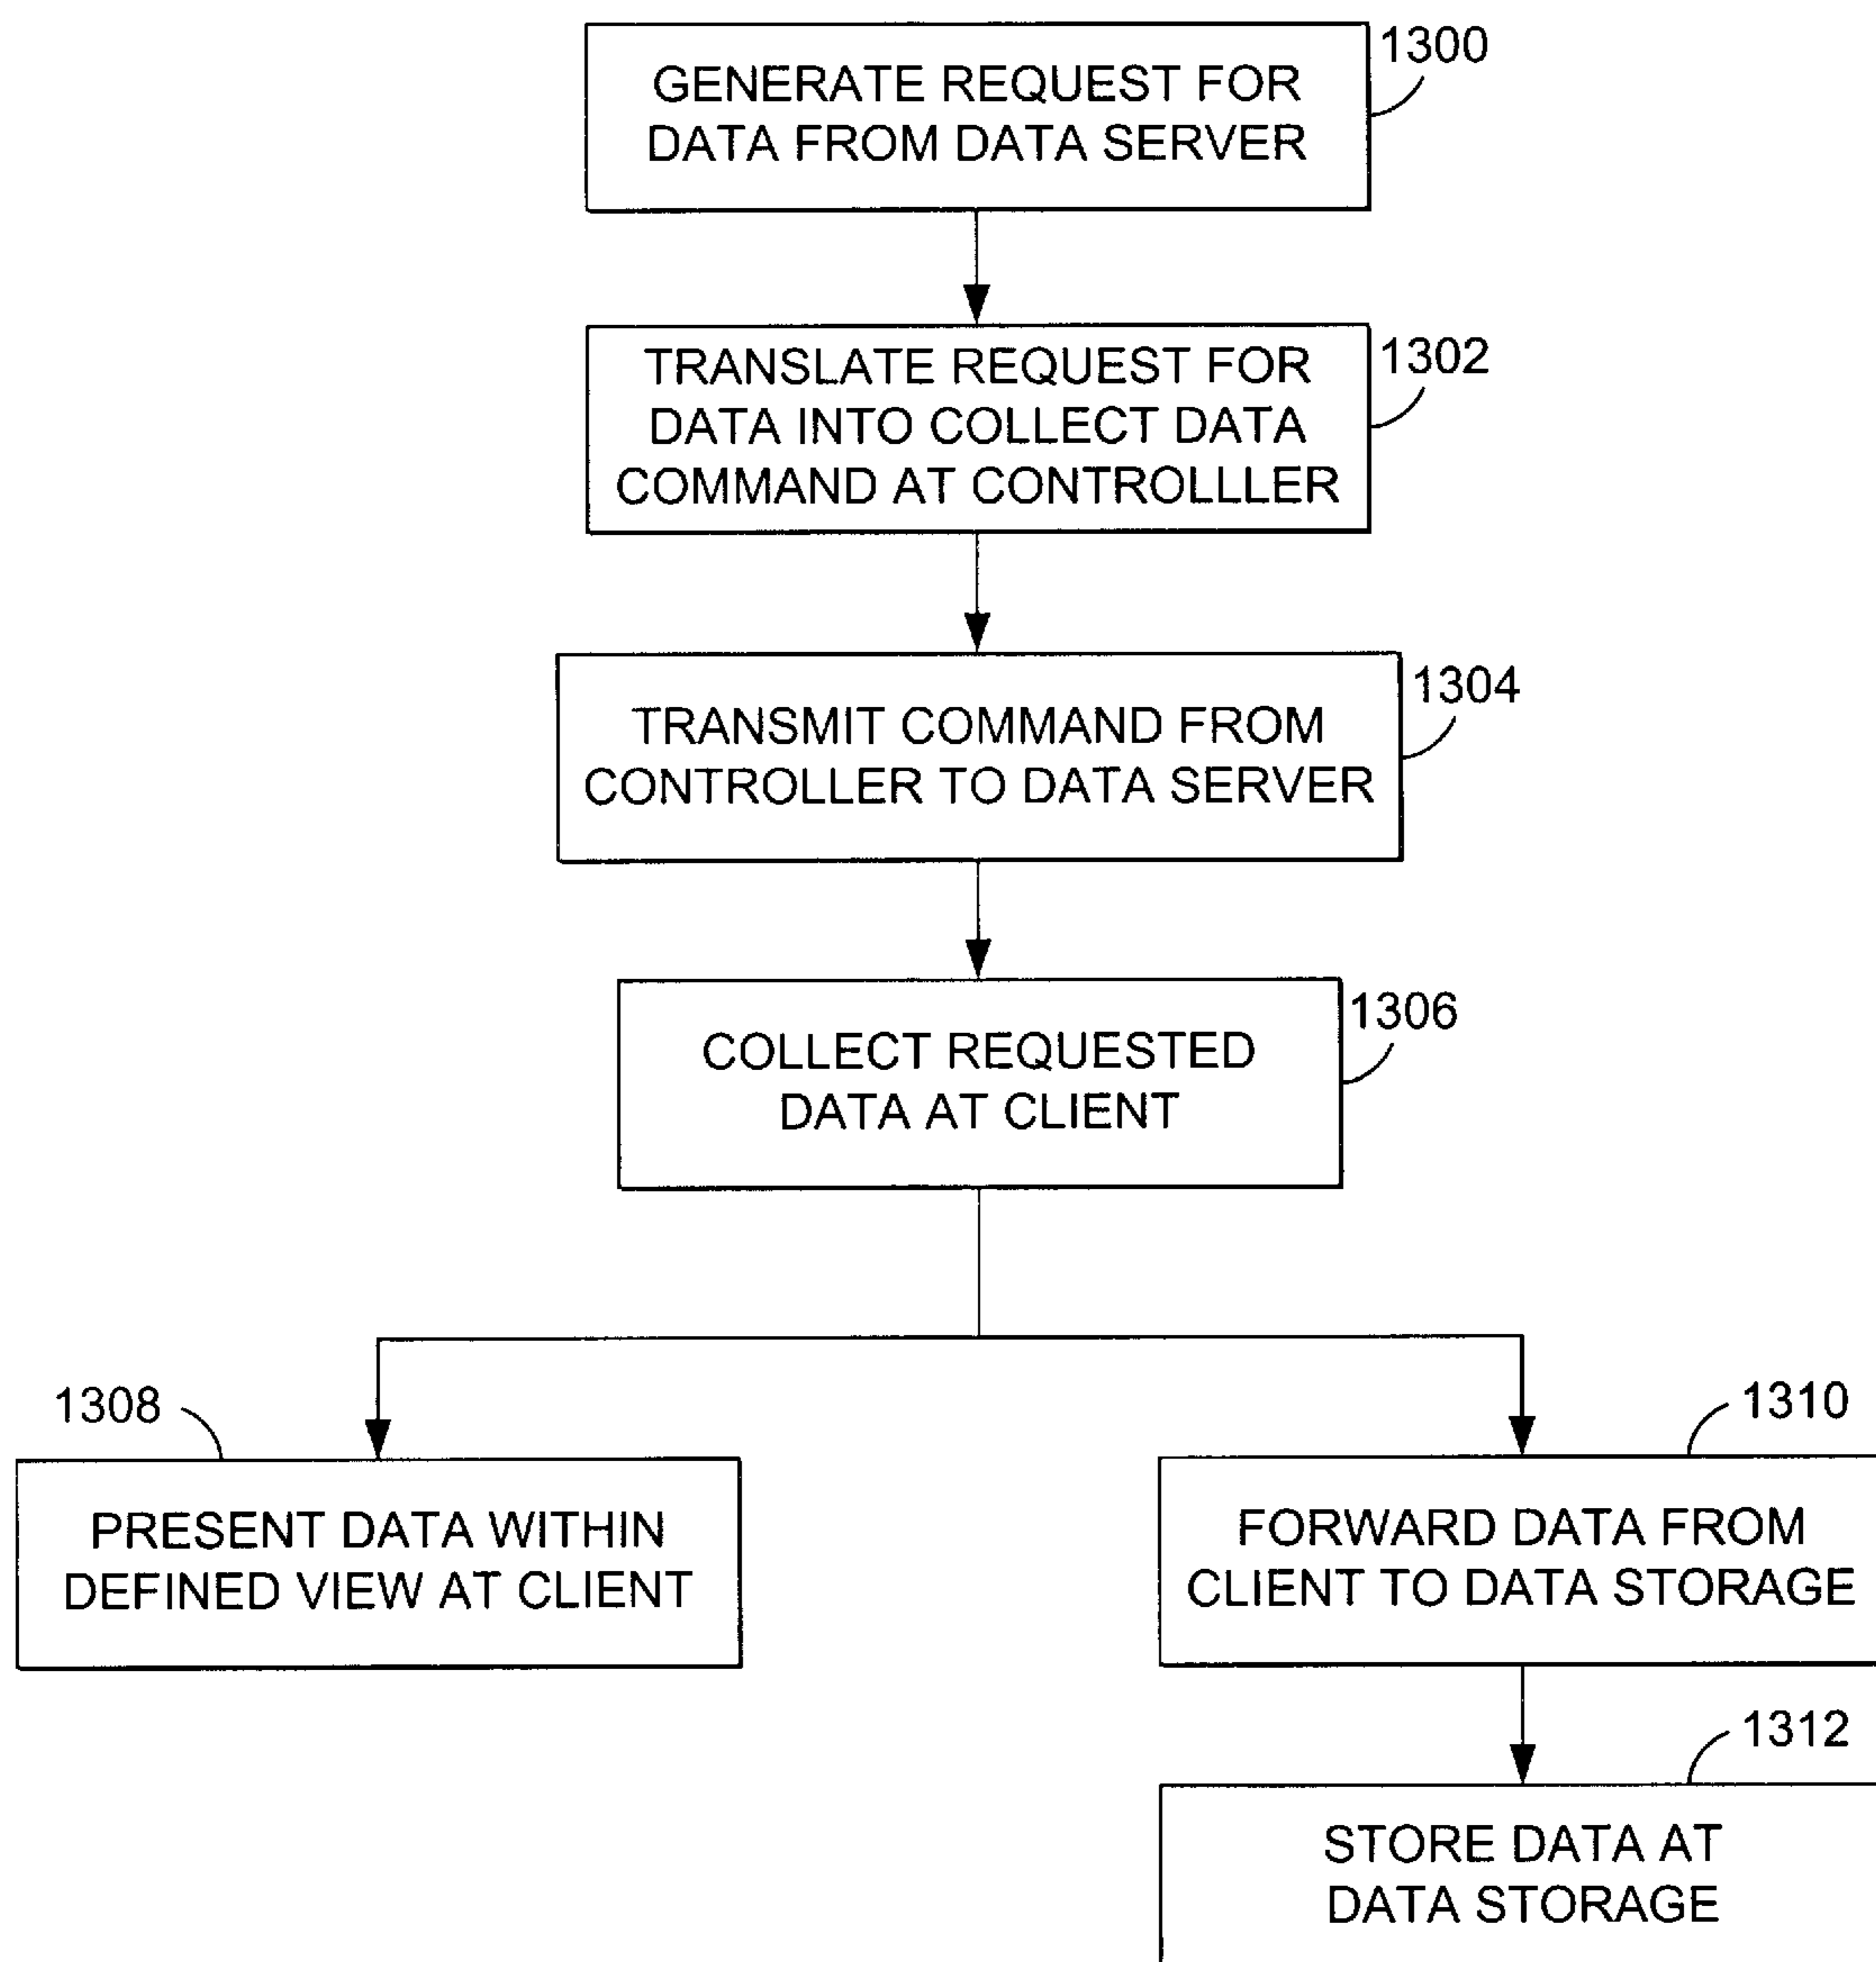 GENERATE REQUEST FOR
DATA FROM DATA SERVER
1300
TRANSLATE REQUEST FOR
DATA INTO COLLECT DATA
COMMAND AT CONTROLLLER
1302
TRANSMIT COMMAND FROM
CONTROLLER TO DATA SERVER
1304
COLLECT REQUESTED
DATA AT CLIENT
1306
1308
PRESENT DATA WITHIN
DEFINED VIEW AT CLIENT
1310
FORWARD DATA FROM
CLIENT TO DATA STORAGE
1312
STORE DATA AT
DATA STORAGE